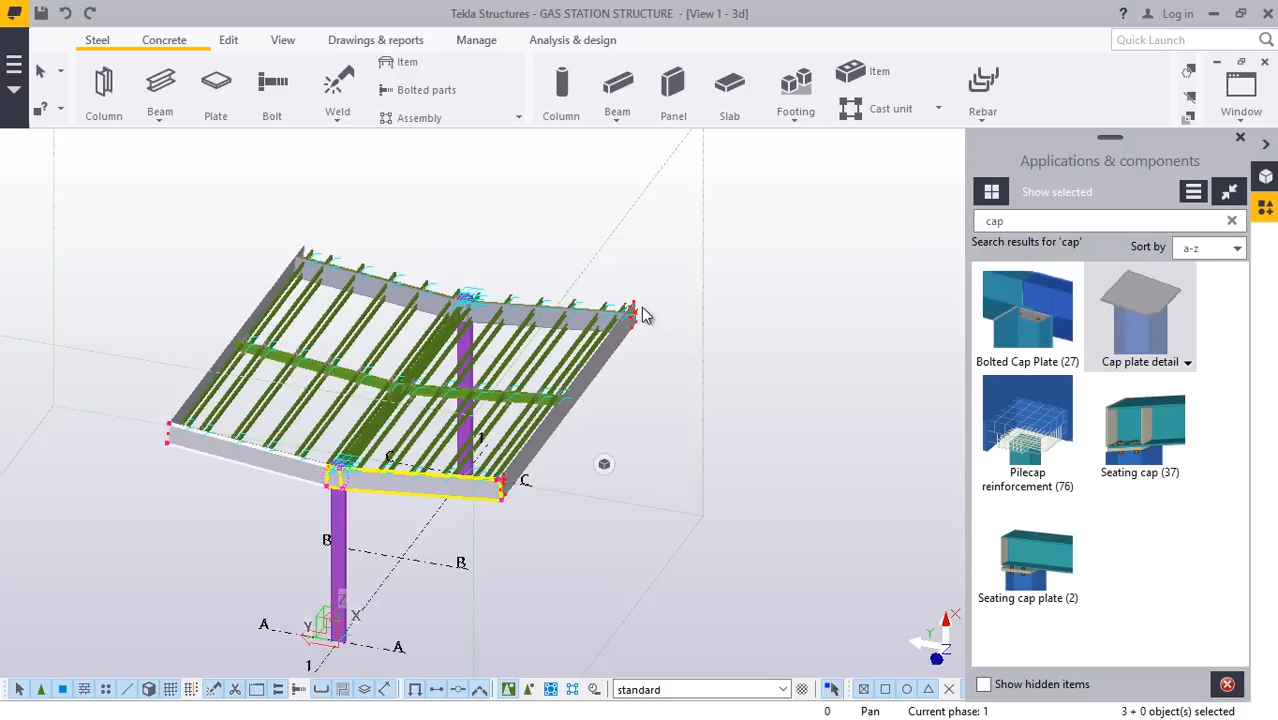 Tekla Structures - GAS STATION STRUCTURE - [View 1 - 3d]
? Log in
Steel Concrete Edit View Drawings & reports Manage Analysis & design
Quick Launch
Column
Beam
Plate
Bolt
Weld
Item
Bolted parts
Assembly
Column
Beam
Panel
Slab
Footing
Item
Cast unit
Rebar
Window
Applications & components
Show selected
cap
Search results for 'cap'
Sort by a-z
Bolted Cap Plate (27)
Cap plate detail
Pilecap
reinforcement (76)
Seating cap (37)
Seating cap plate (2)
Show hidden items
1
C
C
B
B
Z
X
Y
A
A
1
X
Y
Z
standard
0 Pan Current phase: 1 3 + 0 object(s) selected